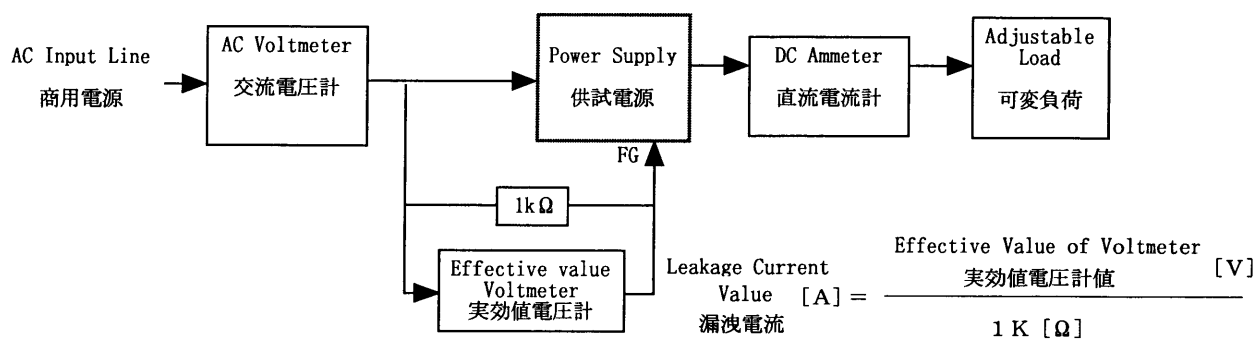 AC Input Line
商用電源
AC Voltmeter
交流電圧計
Power Supply
供試電源
DC Ammeter
直流電流計
Adjustable
Load
可変負荷
FG
1kΩ
Effective value
Voltmeter
実効値電圧計
Leakage Current
Value [A] =
漏洩電流
Effective Value of Voltmeter
実効値電圧計値
[V]
1 K [Ω]